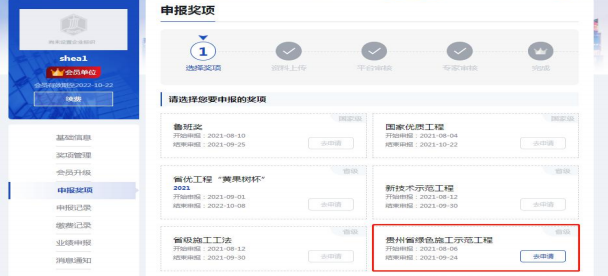 申报奖项
shea1
会员单位
会员有效期至2022-10-22
续费
基础信息
奖项管理
会员升级
申报奖项
申报记录
缴费记录
业绩申报
消息通知
1
选择奖项
资料上传
平台审核
专家审核
完成
请选择您要申报的奖项
国家级
鲁班奖
开始申报：2021-08-10
结束申报：2021-09-25
去申请
国家级
国家优质工程
开始申报：2021-08-04
结束申报：2021-10-22
去申请
省级
省优工程“黄果树杯”
2021
开始申报：2021-09-01
结束申报：2022-10-08
去申请
省级
新技术示范工程
开始申报：2021-08-12
结束申报：2021-09-30
去申请
省级
省级施工工法
开始申报：2021-08-12
结束申报：2021-09-30
去申请
省级
贵州省绿色施工示范工程
开始申报：2021-08-06
结束申报：2021-09-24
去申请